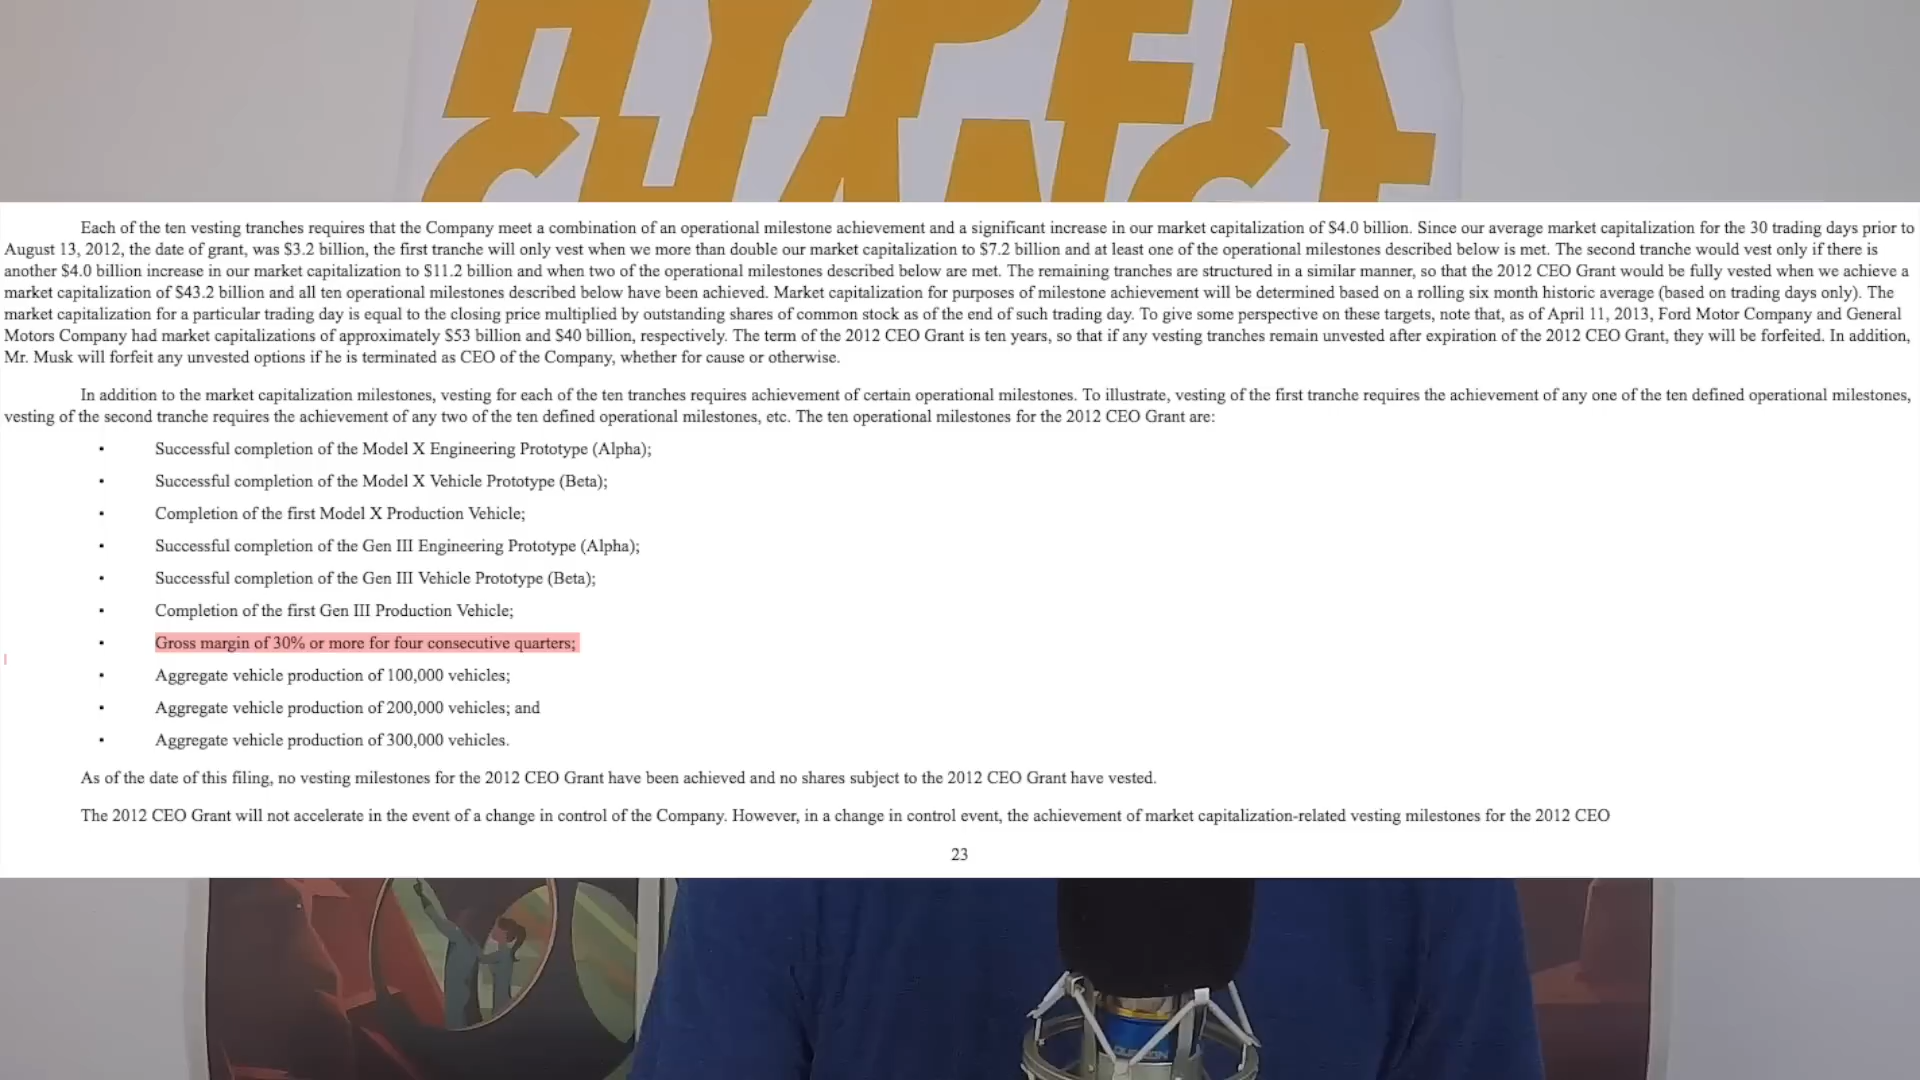 HYPER
CHANGE
Each of the ten vesting tranches requires that the Company meet a combination of an operational milestone achievement and a significant increase in our market capitalization of $4.0 billion. Since our average market capitalization for the 30 trading days prior to
August 13, 2012, the date of grant, was $3.2 billion, the first tranche will only vest when we more than double our market capitalization to $7.2 billion and at least one of the operational milestones described below is met. The second tranche would vest only if there is
another $4.0 billion increase in our market capitalization to $11.2 billion and when two of the operational milestones described below are met. The remaining tranches are structured in a similar manner, so that the 2012 CEO Grant would be fully vested when we achieve a
market capitalization of $43.2 billion and all ten operational milestones described below have been achieved. Market capitalization for purposes of milestone achievement will be determined based on a rolling six month historic average (based on trading days only). The
market capitalization for a particular trading day is equal to the closing price multiplied by outstanding shares of common stock as of the end of such trading day. To give some perspective on these targets, note that, as of April 11, 2013, Ford Motor Company and General
Motors Company had market capitalizations of approximately $53 billion and $40 billion, respectively. The term of the 2012 CEO Grant is ten years, so that if any vesting tranches remain unvested after expiration of the 2012 CEO Grant, they will be forfeited. In addition,
Mr. Musk will forfeit any unvested options if he is terminated as CEO of the Company, whether for cause or otherwise.
In addition to the market capitalization milestones, vesting for each of the ten tranches requires achievement of certain operational milestones. To illustrate, vesting of the first tranche requires the achievement of any one of the ten defined operational milestones,
vesting of the second tranche requires the achievement of any two of the ten defined operational milestones, etc. The ten operational milestones for the 2012 CEO Grant are:
• Successful completion of the Model X Engineering Prototype (Alpha);
• Successful completion of the Model X Vehicle Prototype (Beta);
• Completion of the first Model X Production Vehicle;
• Successful completion of the Gen III Engineering Prototype (Alpha);
• Successful completion of the Gen III Vehicle Prototype (Beta);
• Completion of the first Gen III Production Vehicle;
• Gross margin of 30% or more for four consecutive quarters;
• Aggregate vehicle production of 100,000 vehicles;
• Aggregate vehicle production of 200,000 vehicles; and
• Aggregate vehicle production of 300,000 vehicles.
As of the date of this filing, no vesting milestones for the 2012 CEO Grant have been achieved and no shares subject to the 2012 CEO Grant have vested.
The 2012 CEO Grant will not accelerate in the event of a change in control of the Company. However, in a change in control event, the achievement of market capitalization-related vesting milestones for the 2012 CEO
23